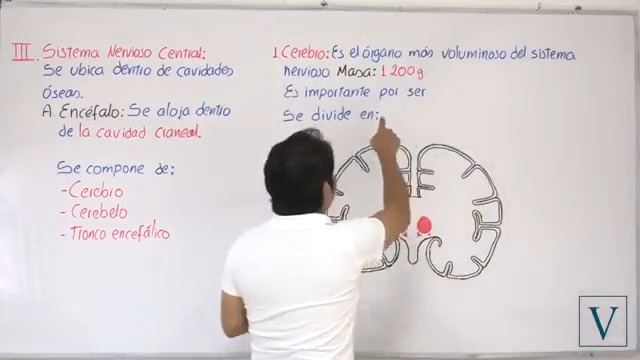 III. Sistema Nervioso Central:
Se ubica dentro de cavidades
óseas.
A. Encéfalo: Se aloja dentro
de la cavidad craneal.
Se compone de:
- Cerebro
- Cerebelo
- Tronco encefálico
1. Cerebro: Es el órgano más voluminoso del sistema
nervioso Masa: 1 200g
Es importante por ser
Se divide en:
V